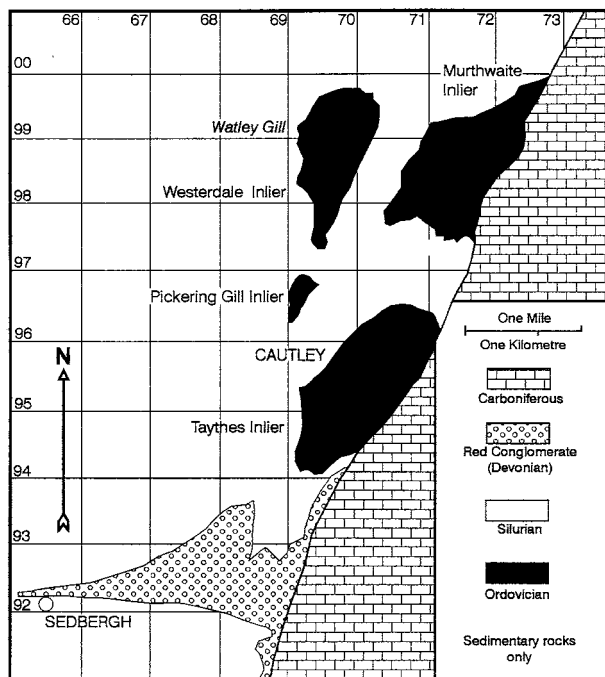 66 67 68 69 70 71 72 73
00
Murthwaite
Inlier
99
Watley Gill
98
Westerdale Inlier
97
Pickering Gill Inlier
96
CAUTLEY
One Mile
One Kilometre
N
Carboniferous
95
Taythes Inlier
Red Conglomerate
(Devonian)
94
Silurian
93
Ordovician
92
SEDBERGH
Sedimentary rocks
only